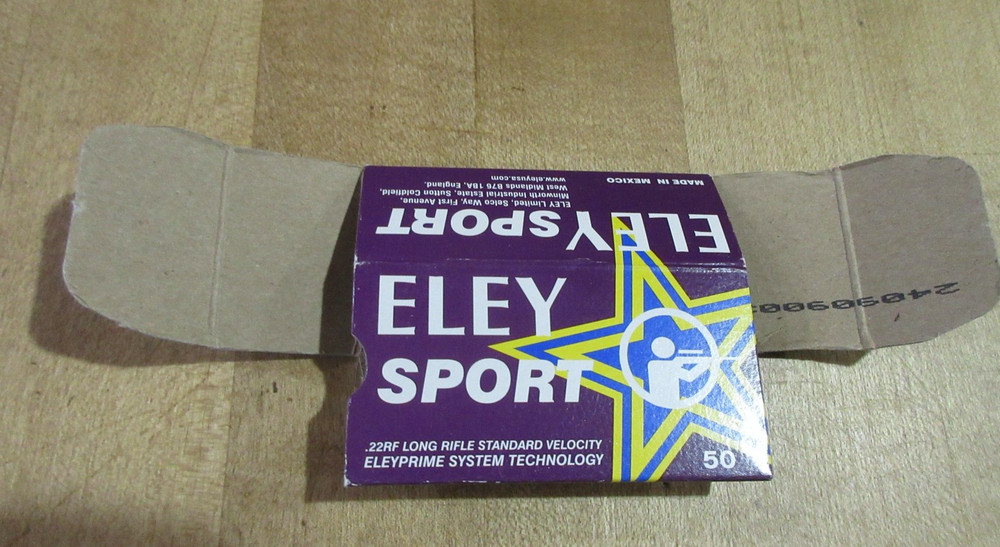 MADE IN MEXICO
ELEY SPORT
ELEY Limited, Selco Way, First Avenue,
Minworth Industrial Estate, Sutton Coldfield,
West Midlands B76 1BA, England.
www.eleyusa.com
ELEY
SPORT
.22RF LONG RIFLE STANDARD VELOCITY
ELEYPRIME SYSTEM TECHNOLOGY
50